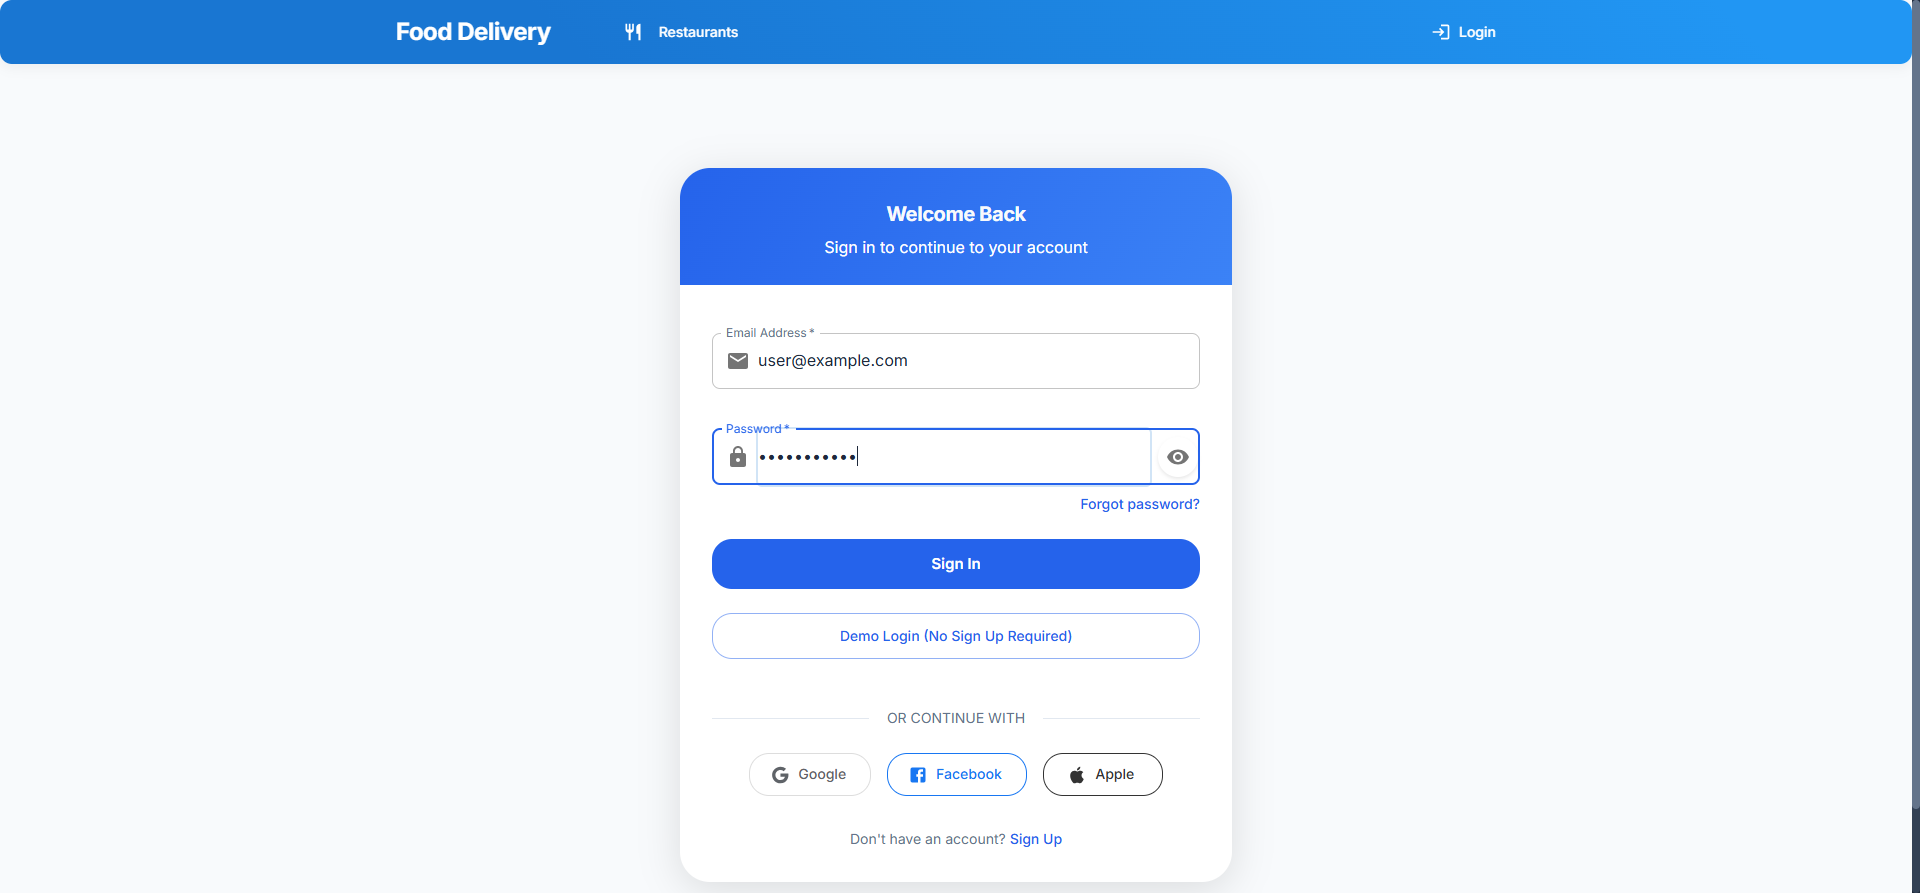 Food Delivery
Restaurants
Login
Welcome Back
Sign in to continue to your account
Email Address *
user@example.com
Password *
•••••••••••
Forgot password?
Sign In
Demo Login (No Sign Up Required)
OR CONTINUE WITH
Google
Facebook
Apple
Don't have an account? Sign Up